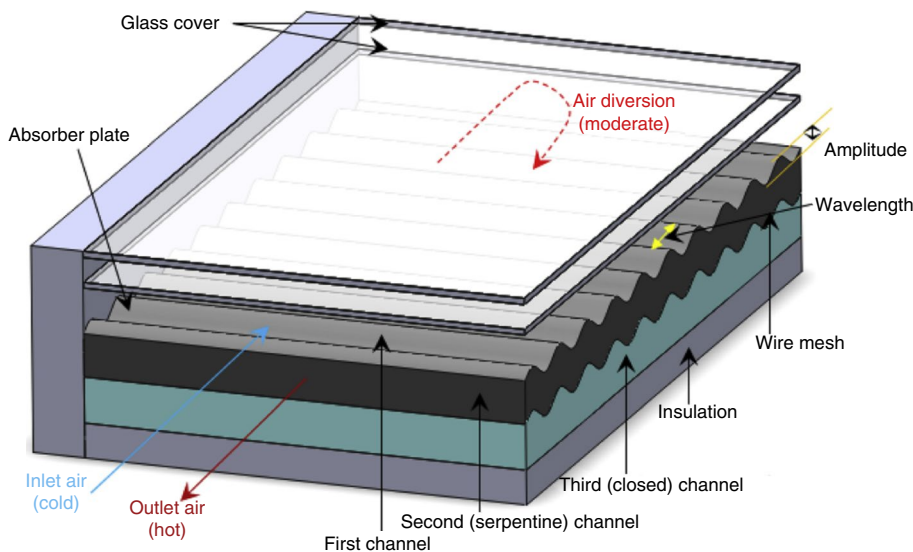 Glass cover
Air diversion
(moderate)
Absorber plate
Amplitude
Wavelength
Wire mesh
Insulation
Inlet air
(cold)
Third (closed) channel
Outlet air
(hot)
Second (serpentine) channel
First channel